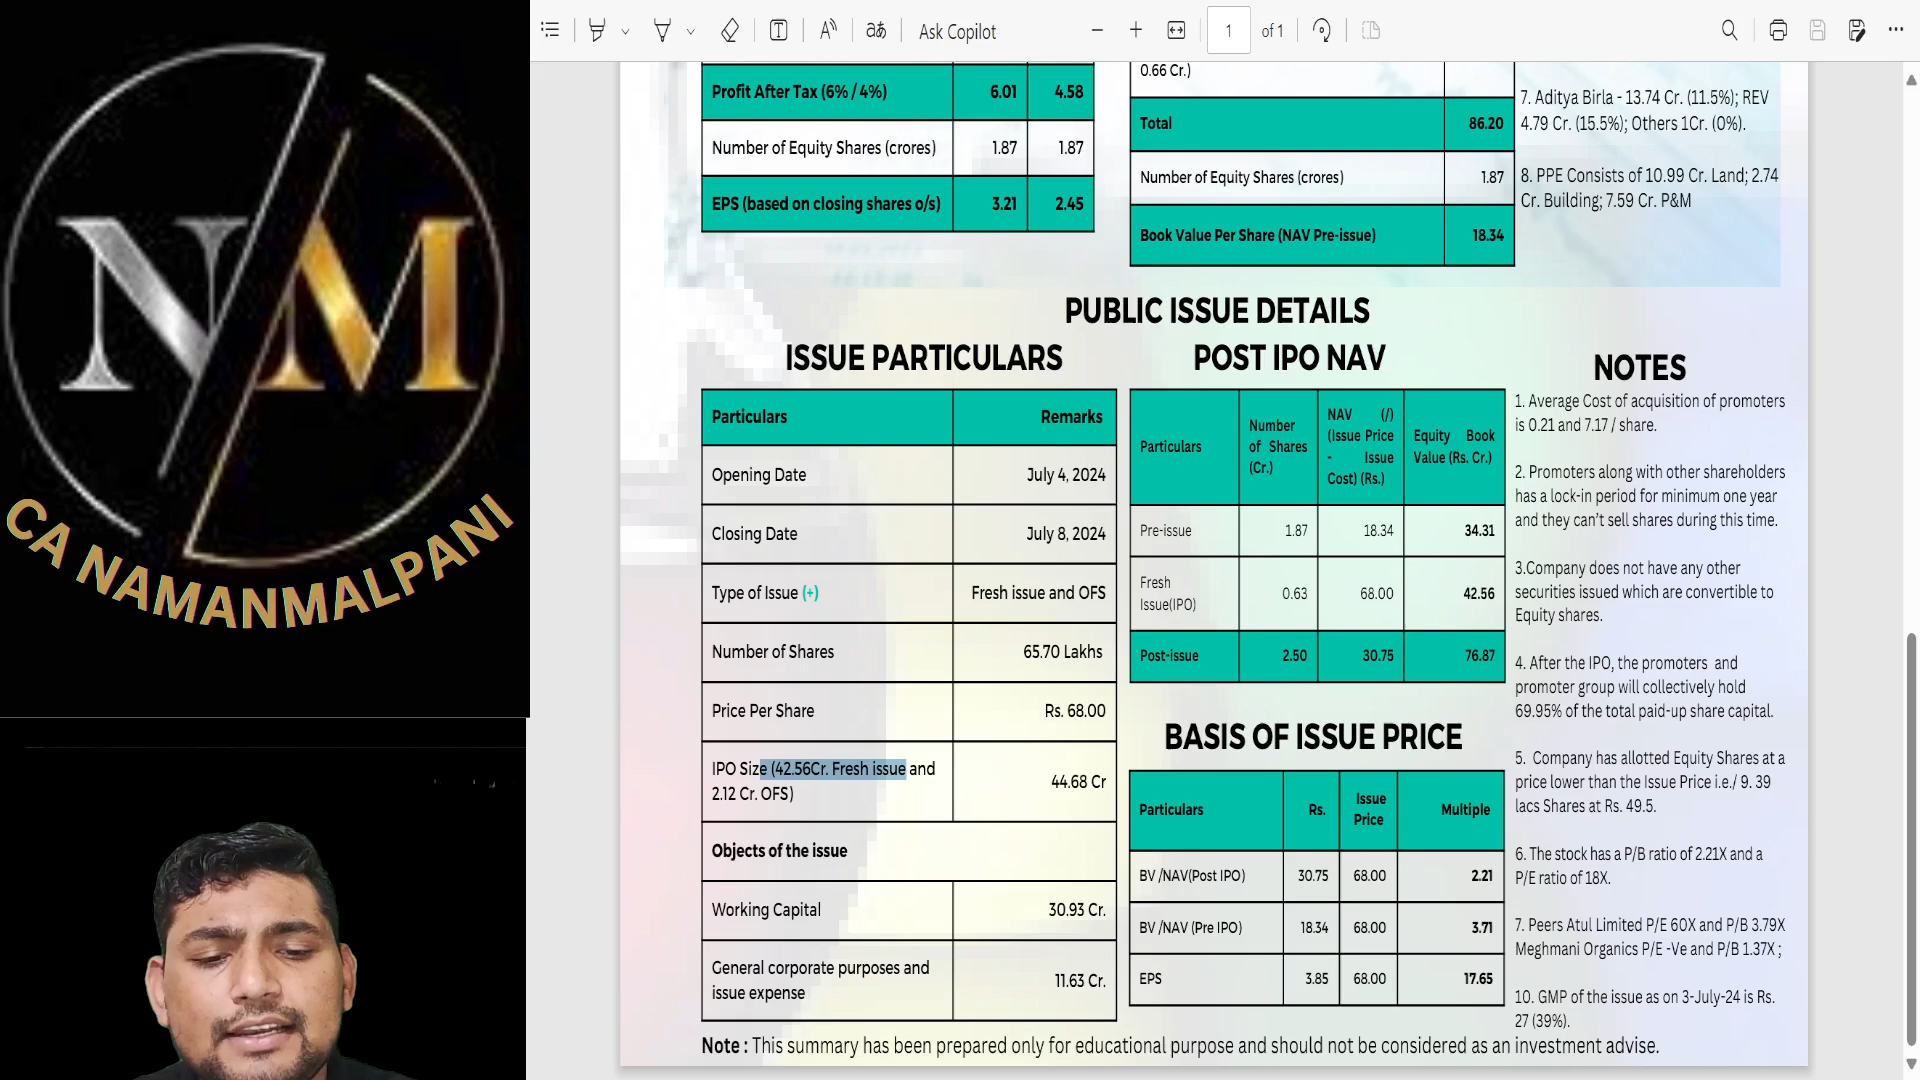 NM
CA NAMANMALPANI
Ask Copilot
1 of 1
Profit After Tax (6% / 4%) 6.01 4.58
Number of Equity Shares (crores) 1.87 1.87
EPS (based on closing shares o/s) 3.21 2.45
0.66 Cr.)
Total 86.20
Number of Equity Shares (crores) 1.87
Book Value Per Share (NAV Pre-issue) 18.34
7. Aditya Birla - 13.74 Cr. (11.5%); REV
4.79 Cr. (15.5%); Others 1Cr. (0%).
8. PPE Consists of 10.99 Cr. Land; 2.74
Cr. Building; 7.59 Cr. P&M
PUBLIC ISSUE DETAILS
ISSUE PARTICULARS
Particulars Remarks
Opening Date July 4, 2024
Closing Date July 8, 2024
Type of Issue (+) Fresh issue and OFS
Number of Shares 65.70 Lakhs
Price Per Share Rs. 68.00
IPO Size (42.56Cr. Fresh issue and
2.12 Cr. OFS) 44.68 Cr
Objects of the issue
Working Capital 30.93 Cr.
General corporate purposes and
issue expense 11.63 Cr.
POST IPO NAV
Particulars
Number
of Shares
(Cr.)
NAV (/)
(Issue Price
- Issue
Cost) (Rs.)
Equity Book
Value (Rs. Cr.)
Pre-issue 1.87 18.34 34.31
Fresh
Issue(IPO) 0.63 68.00 42.56
Post-issue 2.50 30.75 76.87
BASIS OF ISSUE PRICE
Particulars Rs. Issue
Price Multiple
BV /NAV(Post IPO) 30.75 68.00 2.21
BV /NAV (Pre IPO) 18.34 68.00 3.71
EPS 3.85 68.00 17.65
NOTES
1. Average Cost of acquisition of promoters
is 0.21 and 7.17 / share.
2. Promoters along with other shareholders
has a lock-in period for minimum one year
and they can't sell shares during this time.
3.Company does not have any other
securities issued which are convertible to
Equity shares.
4. After the IPO, the promoters and
promoter group will collectively hold
69.95% of the total paid-up share capital.
5. Company has allotted Equity Shares at a
price lower than the Issue Price i.e./ 9. 39
lacs Shares at Rs. 49.5.
6. The stock has a P/B ratio of 2.21X and a
P/E ratio of 18X.
7. Peers Atul Limited P/E 60X and P/B 3.79X
Meghmani Organics P/E -Ve and P/B 1.37X ;
10. GMP of the issue as on 3-July-24 is Rs.
27 (39%).
Note : This summary has been prepared only for educational purpose and should not be considered as an investment advise.